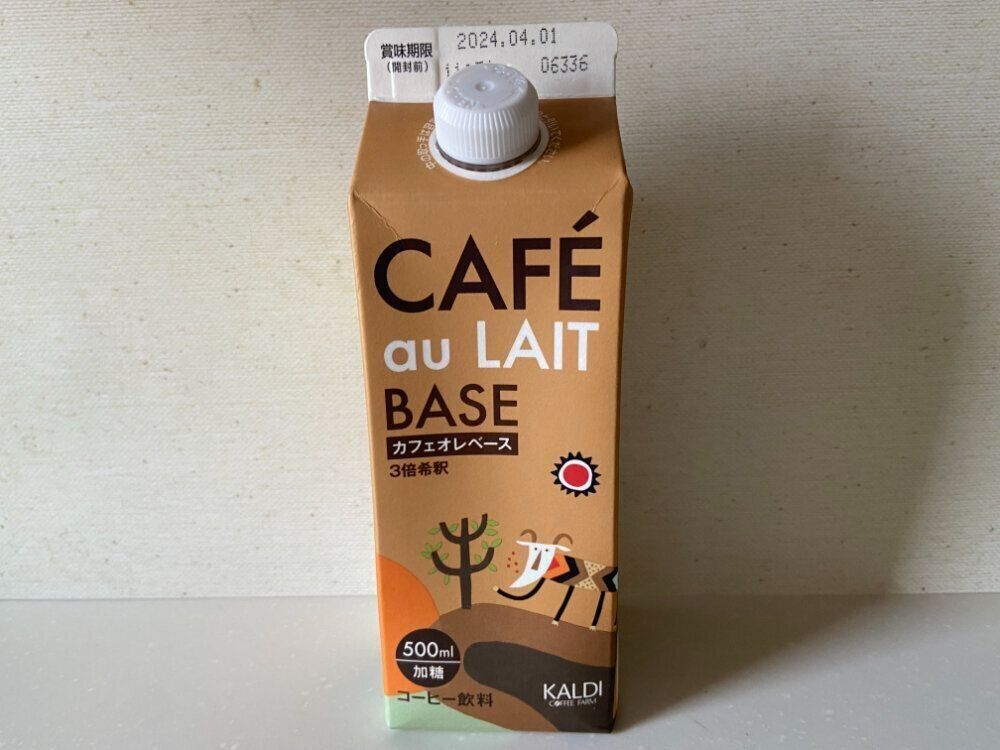 賞味期限
(開封前)
2024.04.01
06336
CAFÉ
au LAIT
BASE
カフェオレベース
3倍希釈
500ml
加糖
コーヒー飲料
KALDI
COFFEE FARM